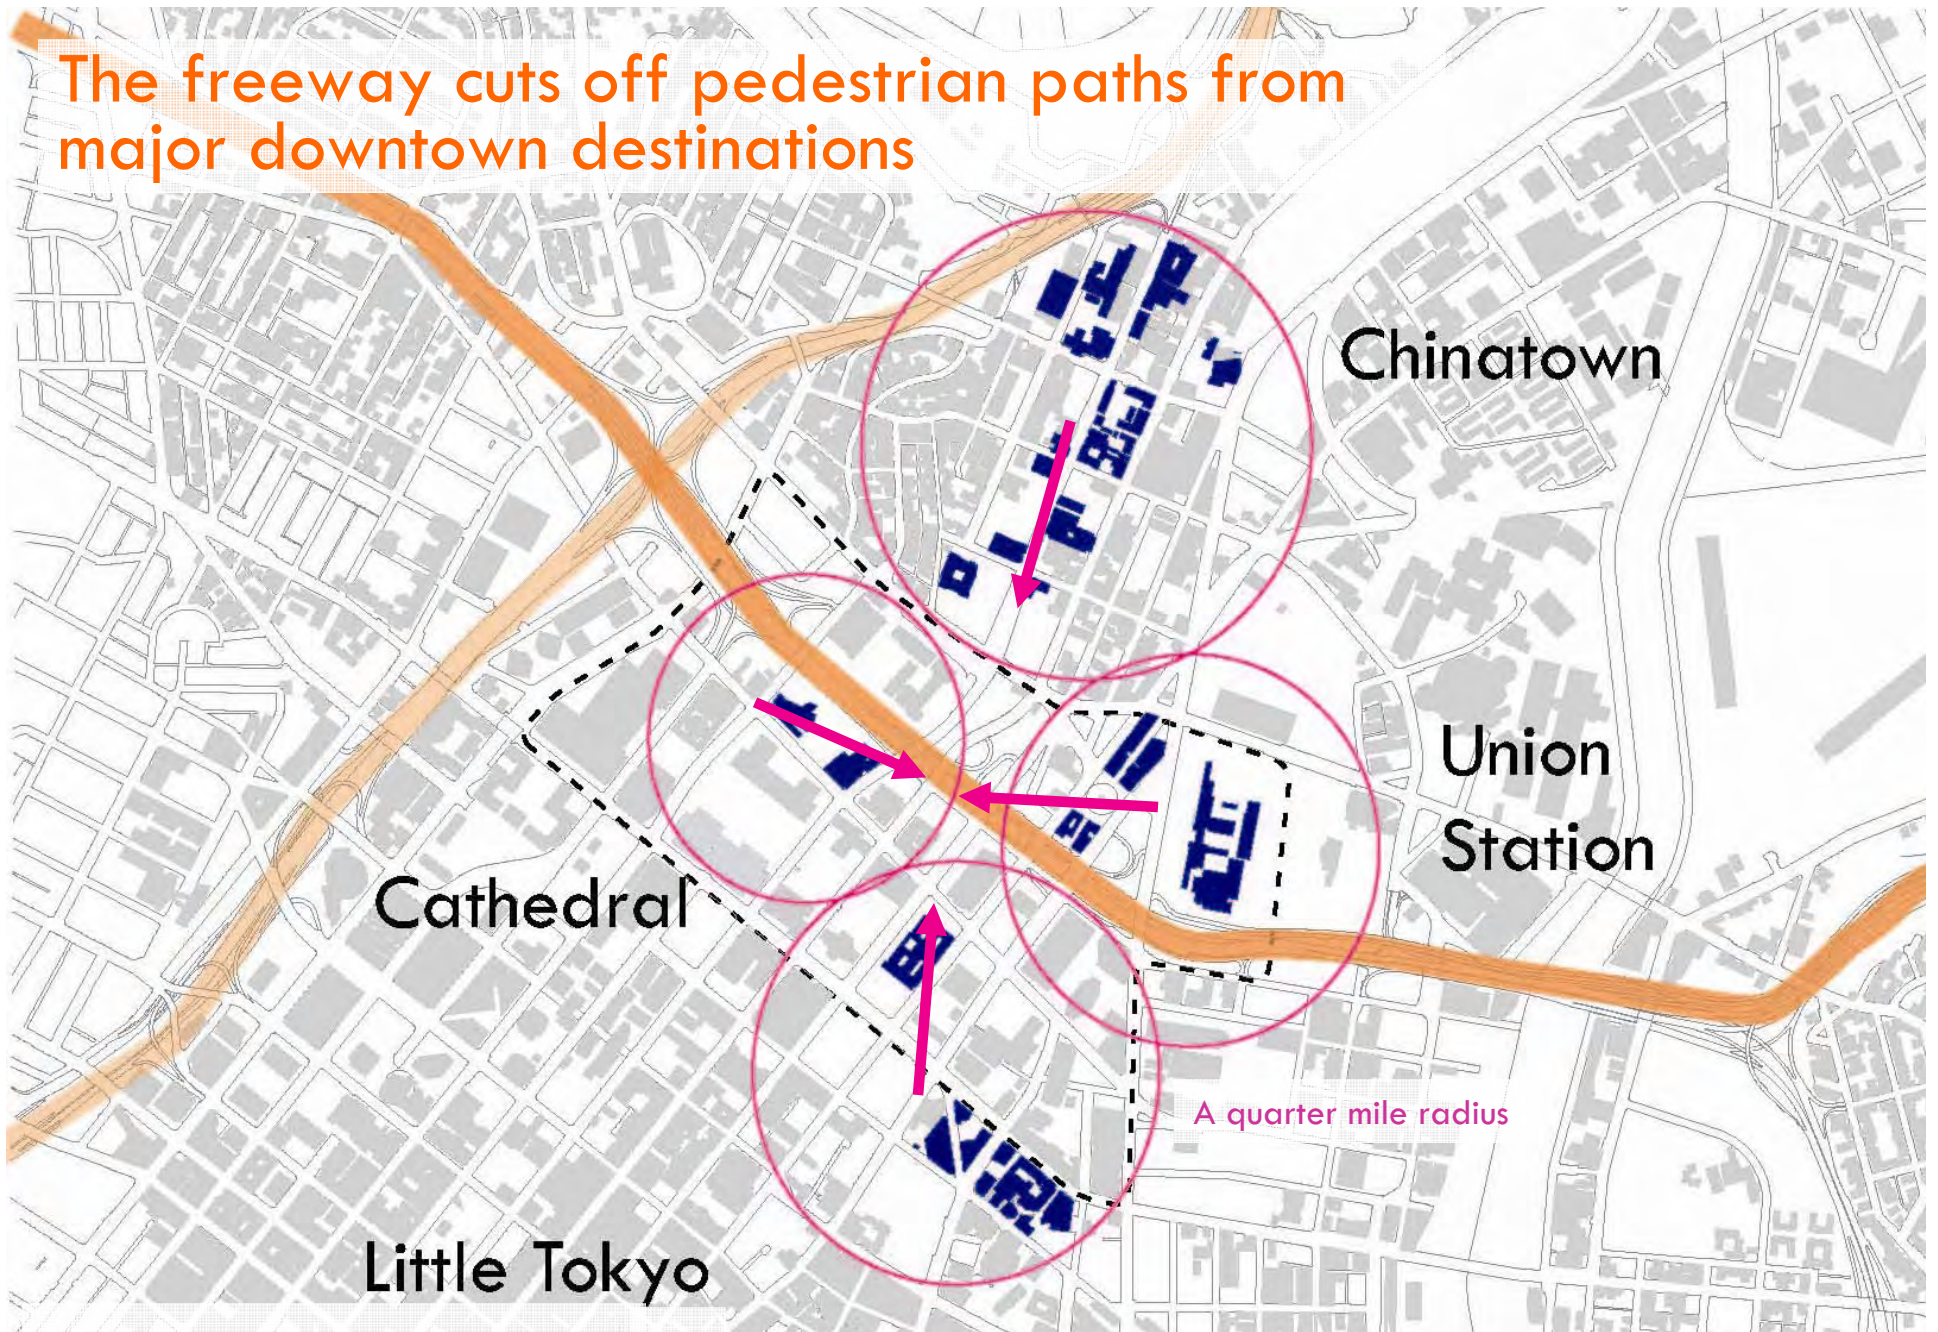 The freeway cuts off pedestrian paths from
major downtown destinations
Chinatown
Union
Station
Cathedral
A quarter mile radius
Little Tokyo